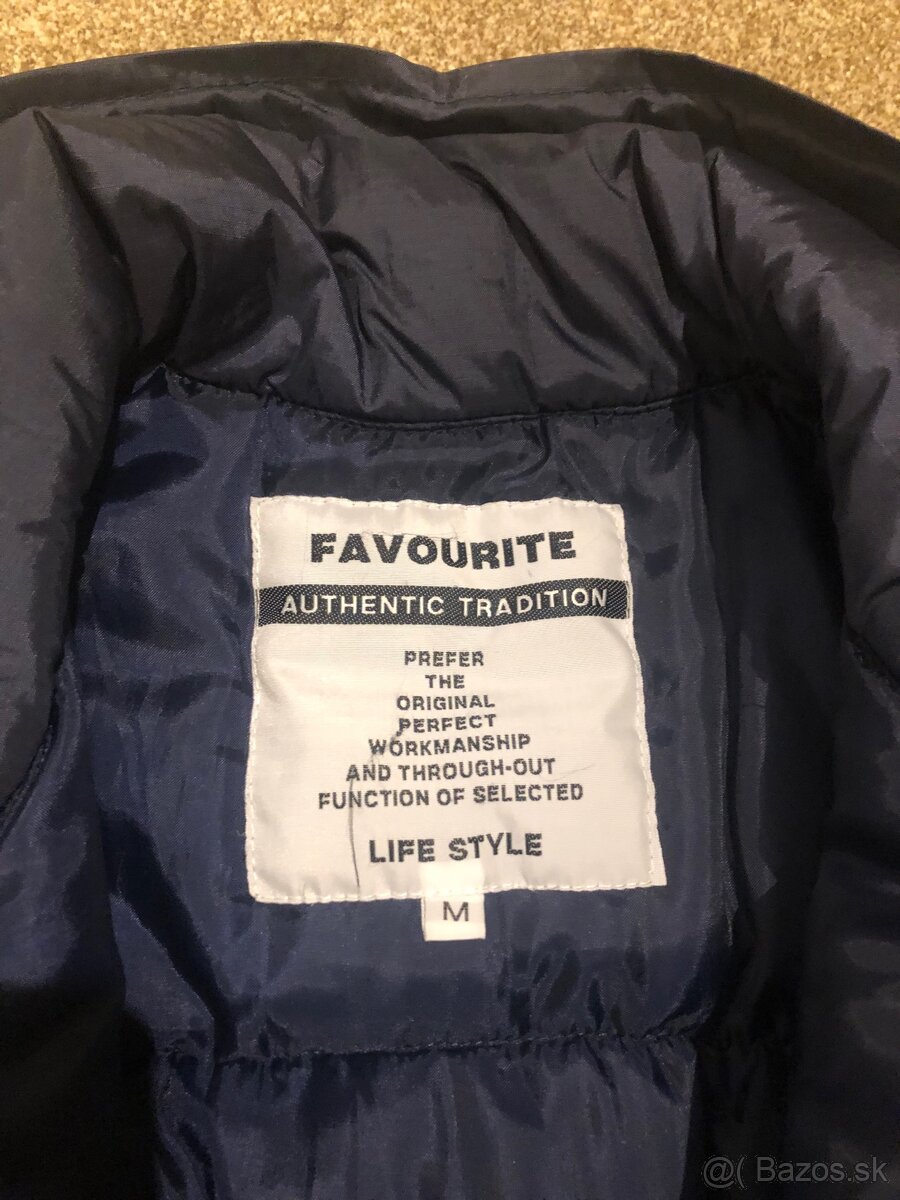 FAVOURITE
AUTHENTIC TRADITION
PREFER
THE
ORIGINAL
PERFECT
WORKMANSHIP
AND THROUGH-OUT
FUNCTION OF SELECTED
LIFE STYLE
M
@( Bazos.sk